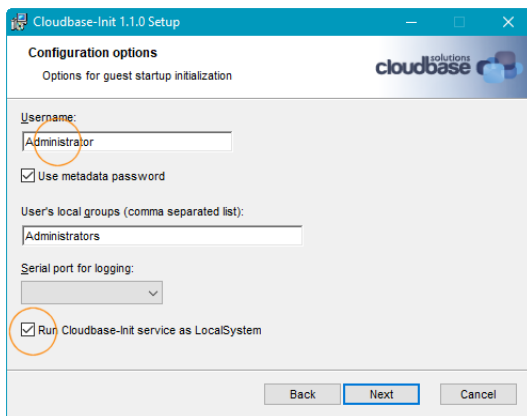 Cloudbase-Init 1.1.0 Setup
Configuration options
Options for guest startup initialization
cloudbase solutions
Username:
Administrator
Use metadata password
User's local groups (comma separated list):
Administrators
Serial port for logging:
Run Cloudbase-Init service as LocalSystem
Back
Next
Cancel